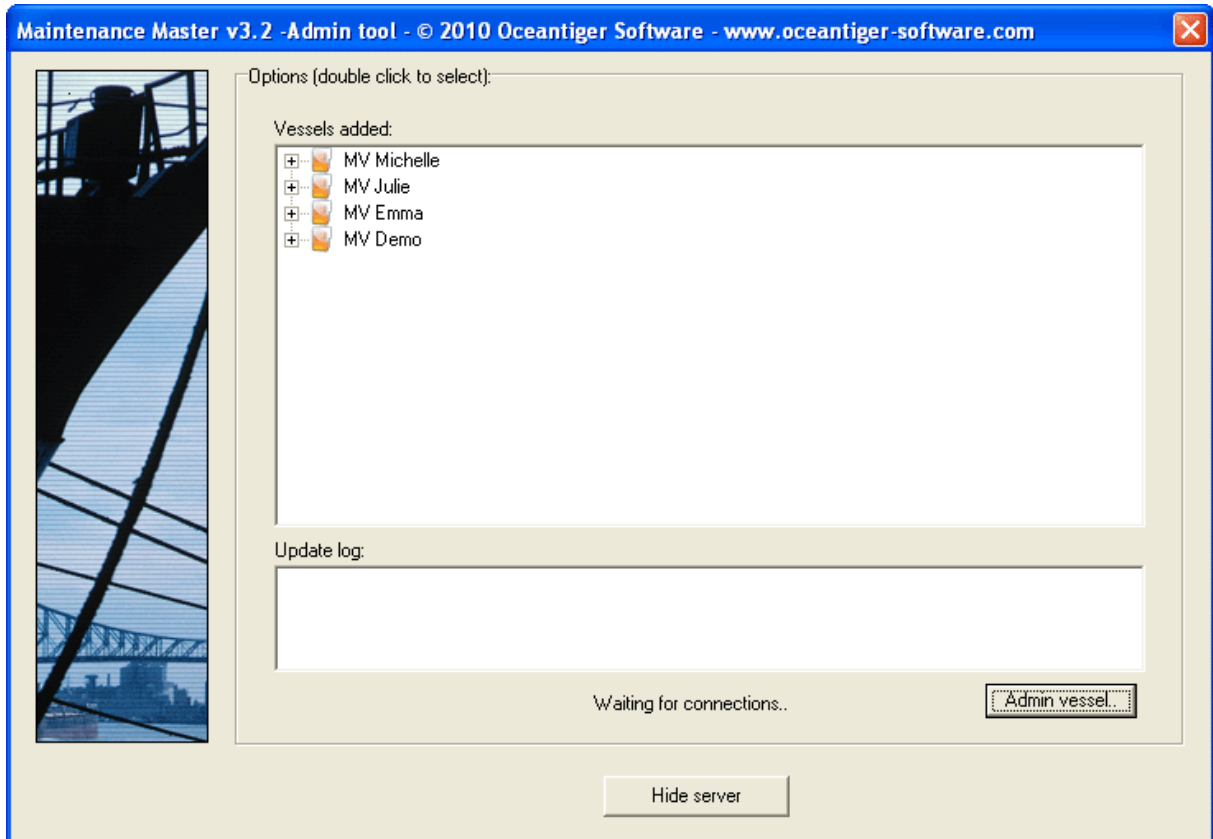 Maintenance Master v3.2 -Admin tool - © 2010 Oceantiger Software - www.oceantiger-software.com
Options (double click to select):
Vessels added:
MV Michelle
MV Julie
MV Emma
MV Demo
Update log:
Waiting for connections..
Admin vessel..
Hide server